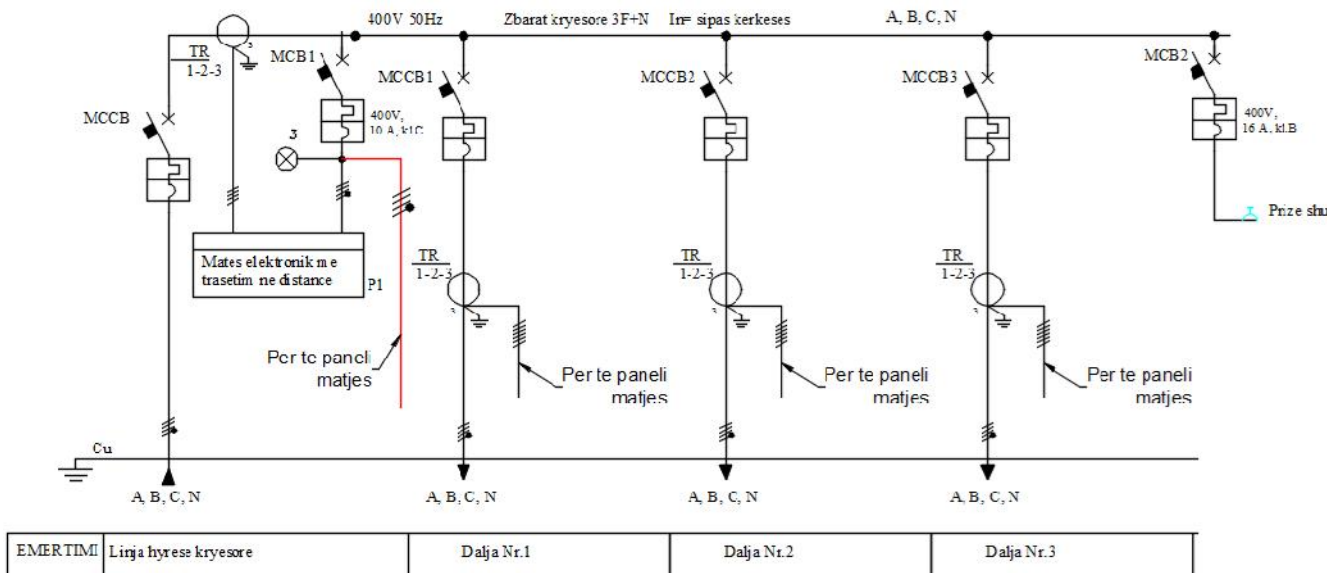 400V 50Hz Zbarat kryesore 3F+N In= sipas kerkeses A, B, C, N
TR
1-2-3
3
MCB1
MCCB1
MCCB2
MCCB3
MCB2
MCCB
400V,
10 A, kl.C
400V,
16 A, kl.B
3
Prize shu
Mates elektronik me
trasetim ne distance
P1
TR
1-2-3
3
TR
1-2-3
3
TR
1-2-3
3
Per te paneli
matjes
Per te paneli
matjes
Per te paneli
matjes
Per te paneli
matjes
Cu
A, B, C, N
A, B, C, N
A, B, C, N
A, B, C, N
EMERTIMI Linja hyrese kryesore Dalja Nr.1 Dalja Nr.2 Dalja Nr.3